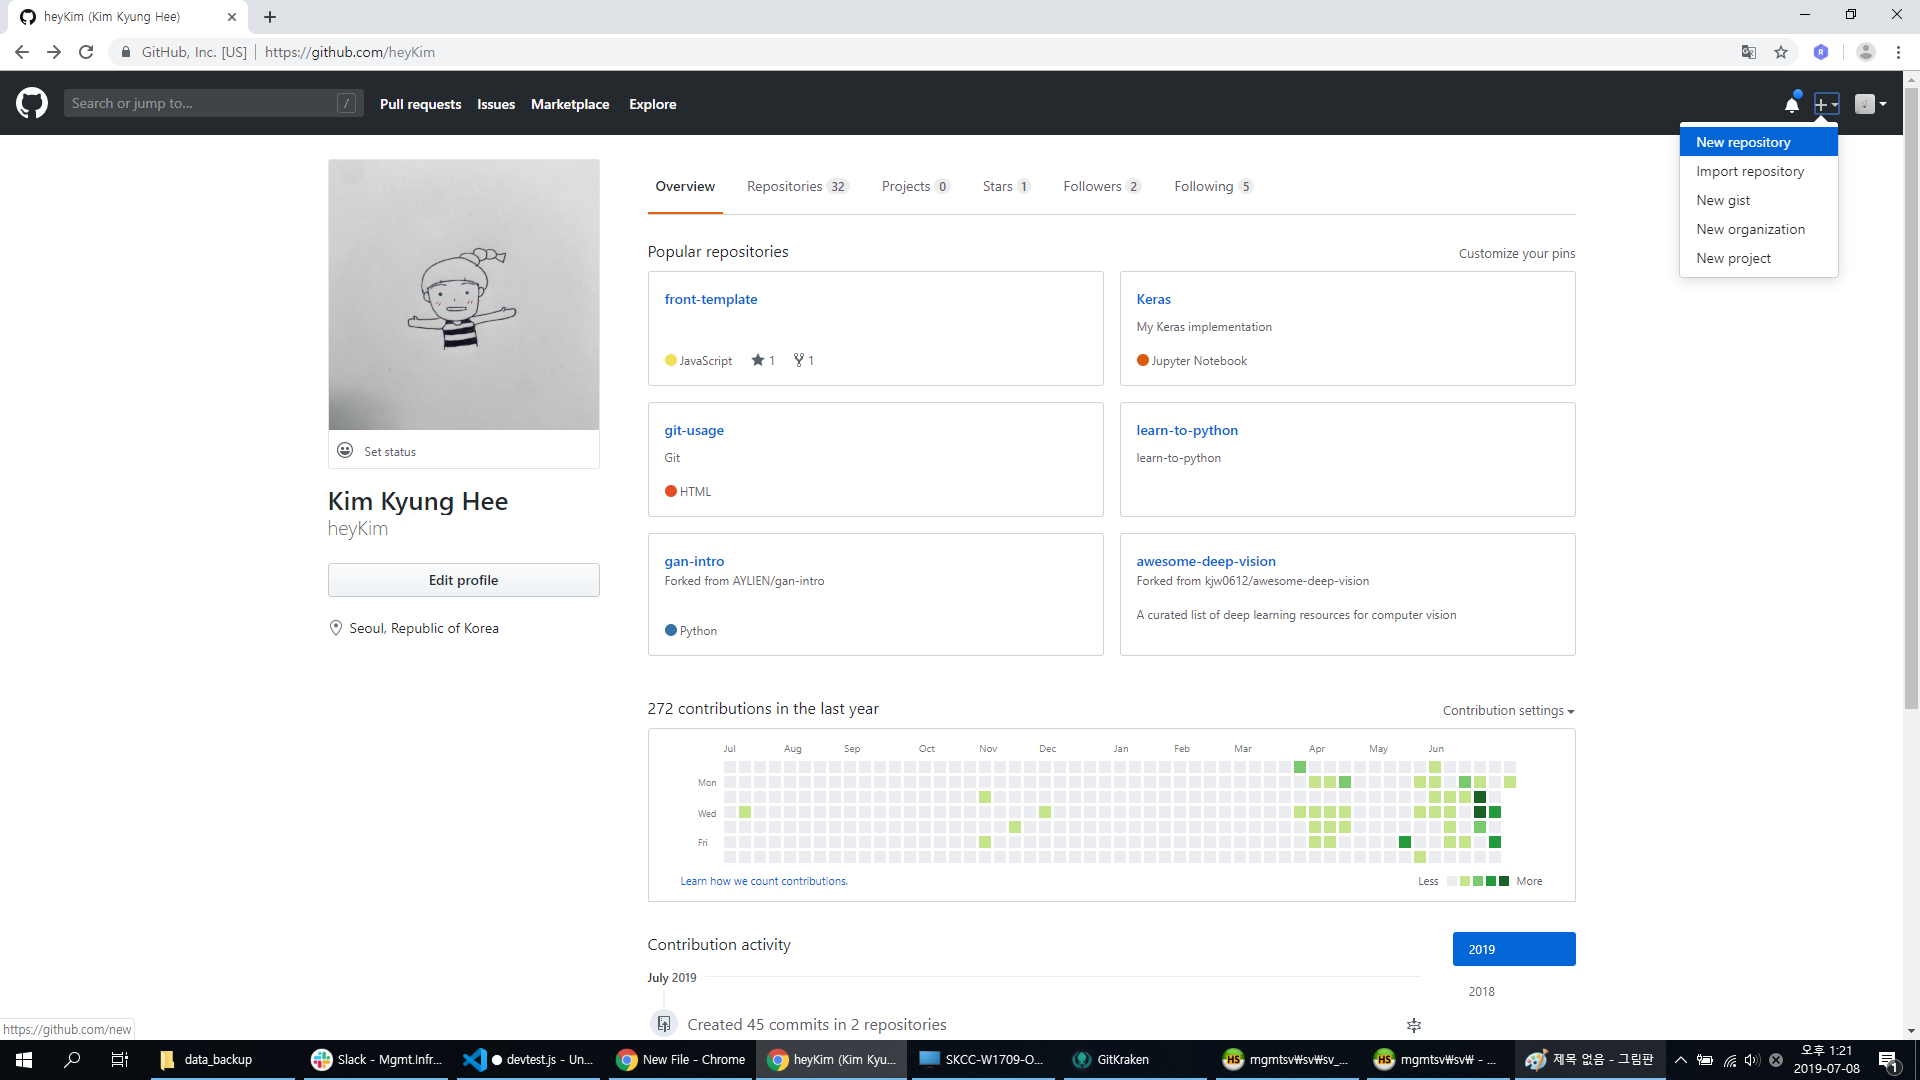 heyKim (Kim Kyung Hee)
GitHub, Inc. [US] https://github.com/heyKim
Search or jump to... / Pull requests Issues Marketplace Explore
New repository
Import repository
New gist
New organization
New project
Overview Repositories 32 Projects 0 Stars 1 Followers 2 Following 5
Popular repositories Customize your pins
front-template
JavaScript 1 1
Keras
My Keras implementation
Jupyter Notebook
git-usage
Git
HTML
learn-to-python
learn-to-python
gan-intro
Forked from AYLIEN/gan-intro
Python
awesome-deep-vision
Forked from kjw0612/awesome-deep-vision
A curated list of deep learning resources for computer vision
Set status
Kim Kyung Hee
heyKim
Edit profile
Seoul, Republic of Korea
272 contributions in the last year Contribution settings
Jul Aug Sep Oct Nov Dec Jan Feb Mar Apr May Jun
Mon
Wed
Fri
Learn how we count contributions. Less More
Contribution activity
2019
2018
July 2019
Created 45 commits in 2 repositories
https://github.com/new
data_backup Slack - Mgmt.Infr... ● devtest.js - Un... New File - Chrome heyKim (Kim Kyu... SKCC-W1709-O... GitKraken HS mgmtsv₩sv₩sv_... HS mgmtsv₩sv₩ - ... 제목 없음 - 그림판
오후 1:21
2019-07-08
1